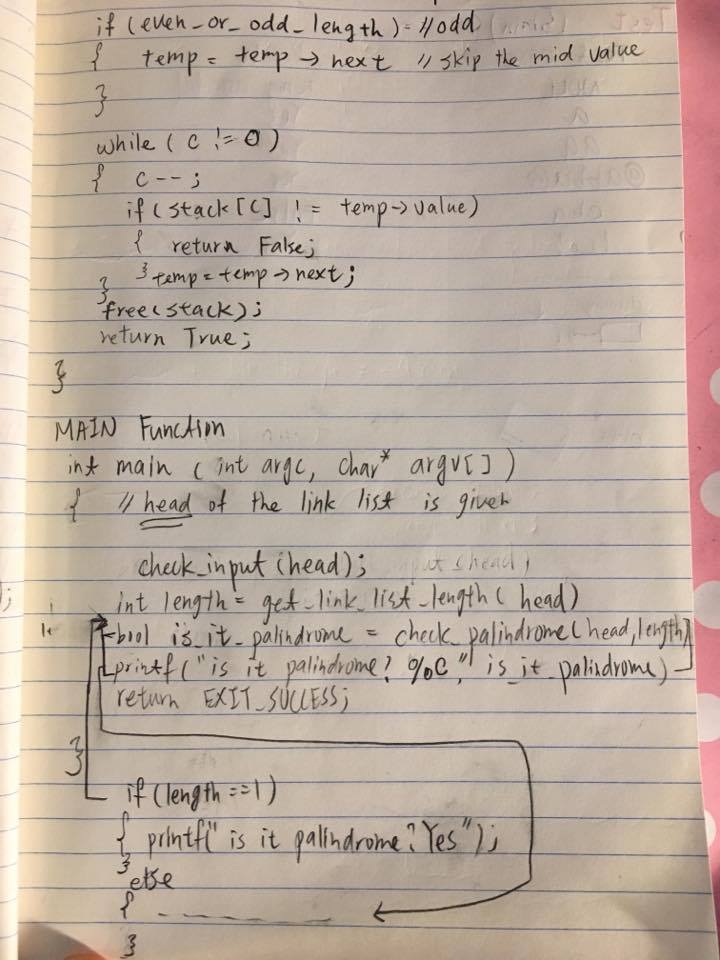 if (even_or_odd_length) //odd
{ temp = temp → next // skip the mid value
}
while ( C != 0 )
{ C--;
if (stack[C] != temp→value)
{ return False;
} temp = temp → next;
}
free(stack);
return True;
}
MAIN Function
int main ( int argc, char* argv[] )
{ // head of the link list is given
check_input (head);
int length = get_link_list_length( head)
bool is_it_palindrome = check_palindrome(head, length)
printf("is it palindrome? %C", is_it_palindrome)
return EXIT_SUCCESS;
}
if (length == 1)
{ printf(" is it palindrome? Yes");
}
else
{ _ _ _ _ _ _ _
}